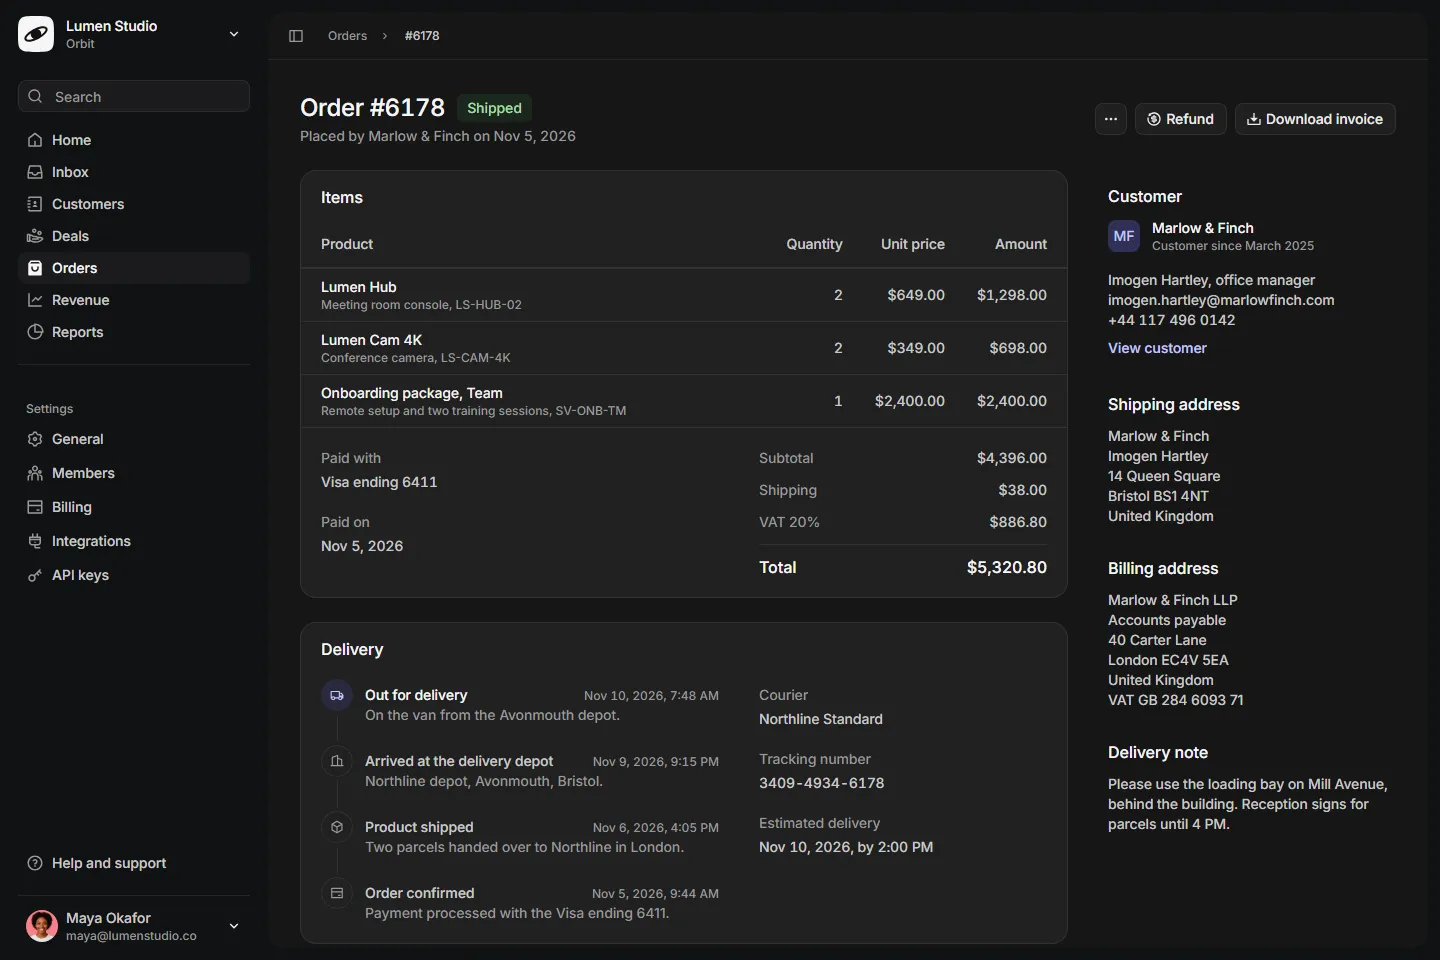 Lumen Studio
Orbit
Search
Home
Inbox
Customers
Deals
Orders
Revenue
Reports
Settings
General
Members
Billing
Integrations
API keys
Help and support
Maya Okafor
maya@lumenstudio.co
Orders > #6178
Order #6178 Shipped
Placed by Marlow & Finch on Nov 5, 2026
Refund
Download invoice
Items
Product Quantity Unit price Amount
Lumen Hub
Meeting room console, LS-HUB-02
2 $649.00 $1,298.00
Lumen Cam 4K
Conference camera, LS-CAM-4K
2 $349.00 $698.00
Onboarding package, Team
Remote setup and two training sessions, SV-ONB-TM
1 $2,400.00 $2,400.00
Paid with
Visa ending 6411
Paid on
Nov 5, 2026
Subtotal $4,396.00
Shipping $38.00
VAT 20% $886.80
Total $5,320.80
Delivery
Out for delivery Nov 10, 2026, 7:48 AM
On the van from the Avonmouth depot.
Arrived at the delivery depot Nov 9, 2026, 9:15 PM
Northline depot, Avonmouth, Bristol.
Product shipped Nov 6, 2026, 4:05 PM
Two parcels handed over to Northline in London.
Order confirmed Nov 5, 2026, 9:44 AM
Payment processed with the Visa ending 6411.
Courier
Northline Standard
Tracking number
3409-4934-6178
Estimated delivery
Nov 10, 2026, by 2:00 PM
Customer
MF
Marlow & Finch
Customer since March 2025
Imogen Hartley, office manager
imogen.hartley@marlowfinch.com
+44 117 496 0142
View customer
Shipping address
Marlow & Finch
Imogen Hartley
14 Queen Square
Bristol BS1 4NT
United Kingdom
Billing address
Marlow & Finch LLP
Accounts payable
40 Carter Lane
London EC4V 5EA
United Kingdom
VAT GB 284 6093 71
Delivery note
Please use the loading bay on Mill Avenue,
behind the building. Reception signs for
parcels until 4 PM.